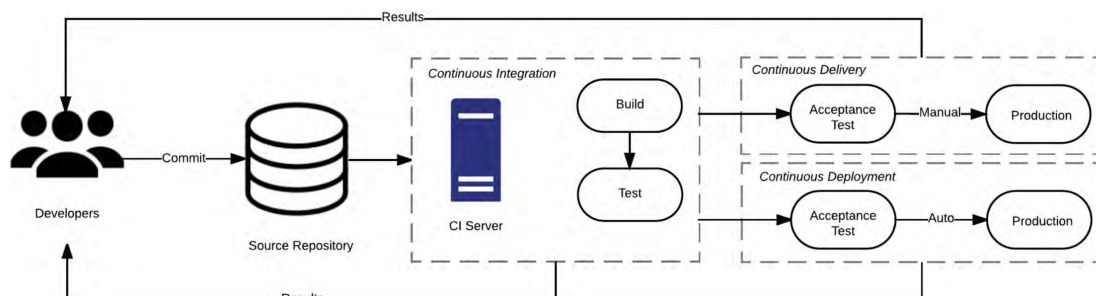 Results
Continuous Integration
Continuous Delivery
Build
Acceptance
Test
Manual
Production
Commit
Continuous Deployment
Test
Acceptance
Test
Auto
Production
Developers
CI Server
Source Repository
Results